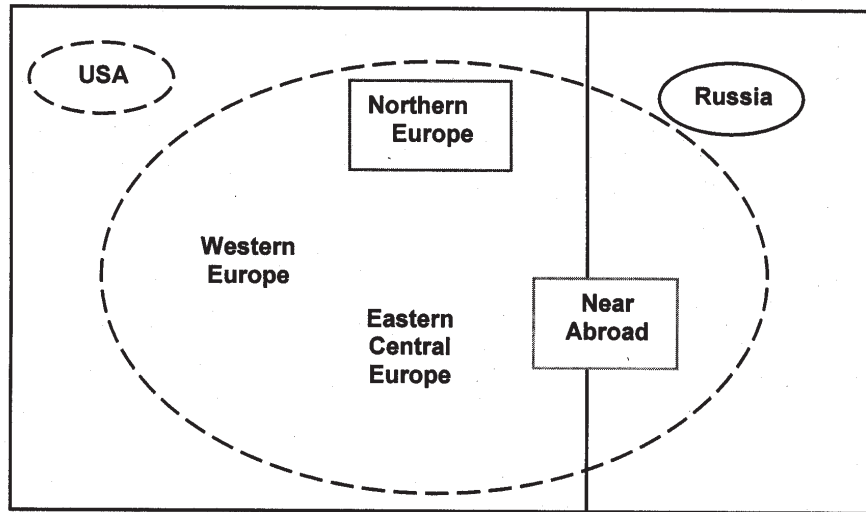 USA
Northern
Europe
Russia
Western
Europe
Eastern
Central
Europe
Near
Abroad